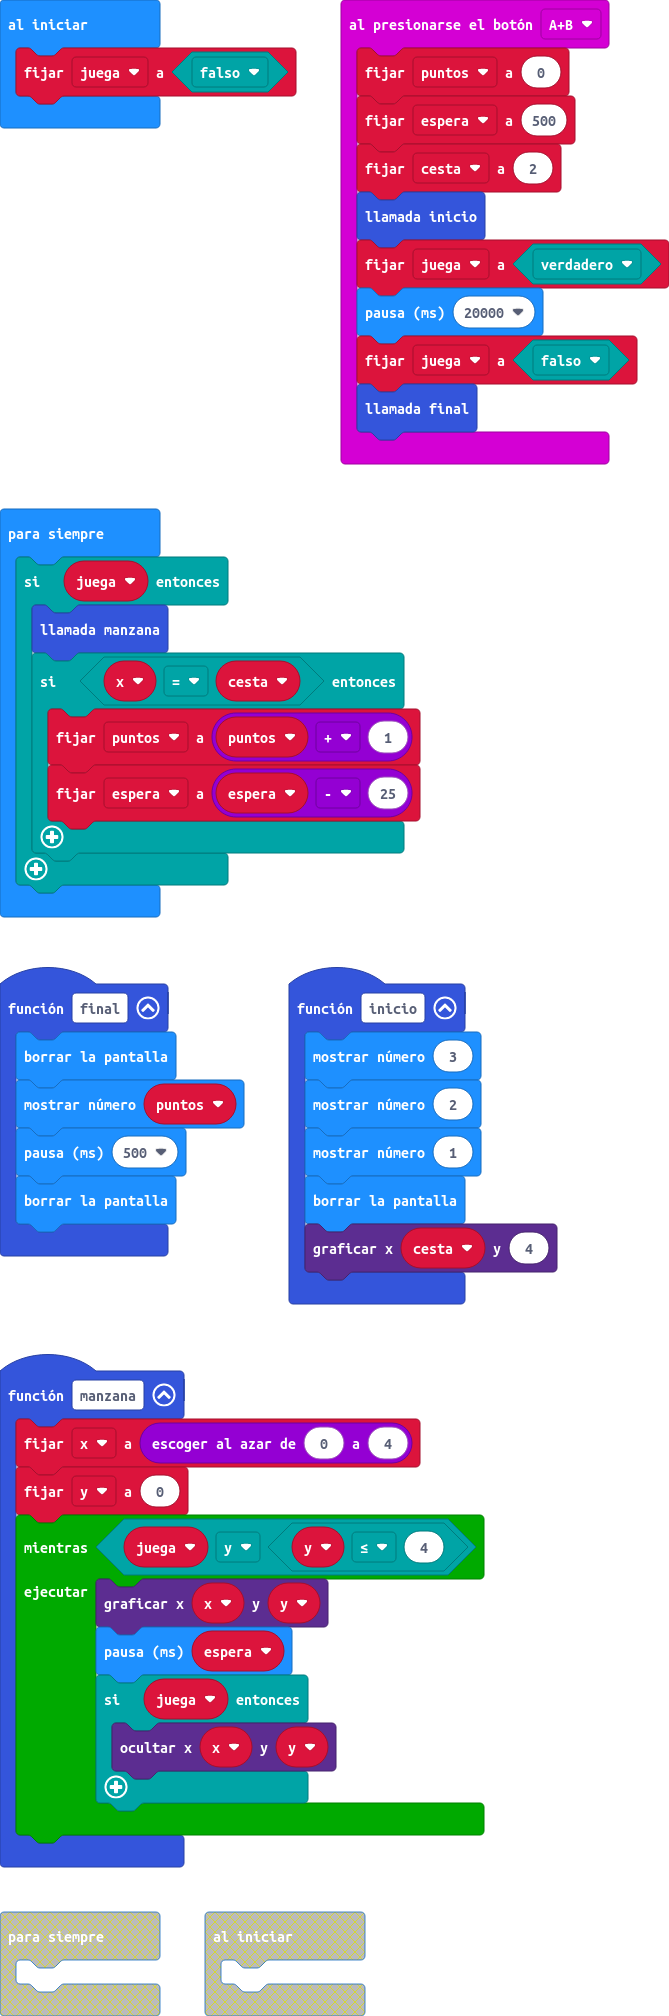 al iniciar
fijar juega a falso
al presionarse el botón A+B
fijar puntos a 0
fijar espera a 500
fijar cesta a 2
llamada inicio
fijar juega a verdadero
pausa (ms) 20000
fijar juega a falso
llamada final
para siempre
si juega entonces
llamada manzana
si x = cesta entonces
fijar puntos a puntos + 1
fijar espera a espera - 25
función final
borrar la pantalla
mostrar número puntos
pausa (ms) 500
borrar la pantalla
función inicio
mostrar número 3
mostrar número 2
mostrar número 1
borrar la pantalla
graficar x cesta y 4
función manzana
fijar x a escoger al azar de 0 a 4
fijar y a 0
mientras juega y y ≤ 4
ejecutar
graficar x x y y
pausa (ms) espera
si juega entonces
ocultar x x y y
para siempre
al iniciar